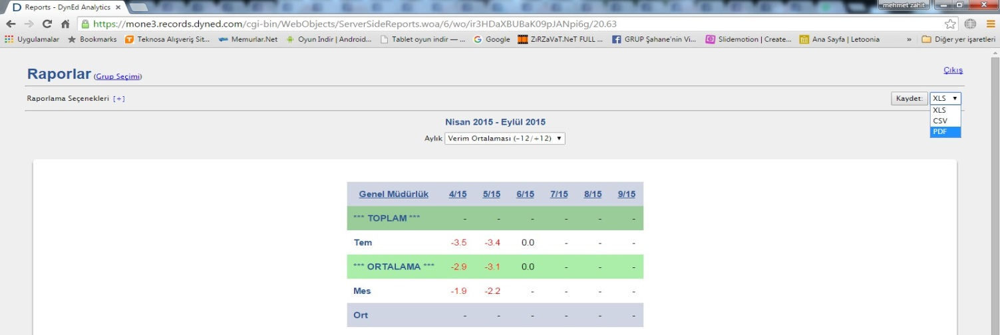 Reports - DynEd Analytics ×
mehmet zahit
https://mone3.records.dyned.com/cgi-bin/WebObjects/ServerSideReports.woa/6/wo/ir3HDaXBUBaK09pJANpi6g/20.63
Uygulamalar Bookmarks Teknosa Alışveriş Sit... Memurlar.Net Oyun Indir | Android... Tablet oyun indir — ... Google ZiRZaVaT.NeT FULL ... GRUP Şahane'nin Vi... Slidemotion | Create... Ana Sayfa | Letoonia » Diğer yer işaretleri
Raporlar (Grup Seçimi) Çıkış
Raporlama Seçenekleri [+] Kaydet: XLS
XLS
CSV
PDF
Nisan 2015 - Eylül 2015
Aylık Verim Ortalaması (-12/+12)
Genel Müdürlük 4/15 5/15 6/15 7/15 8/15 9/15
*** TOPLAM *** - - - - - -
Tem -3.5 -3.4 0.0 - - -
*** ORTALAMA *** -2.9 -3.1 0.0 - - -
Mes -1.9 -2.2 - - - -
Ort - - - - - -